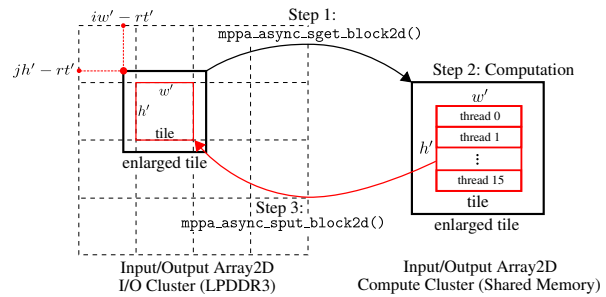 iw′ − rt′
Step 1:
mppa_async_sget_block2d()
jh′ − rt′
Step 2: Computation
w′
h′
tile
enlarged tile
w′
h′
thread 0
thread 1
⋮
thread 15
tile
enlarged tile
Step 3:
mppa_async_sput_block2d()
Input/Output Array2D
I/O Cluster (LPDDR3)
Input/Output Array2D
Compute Cluster (Shared Memory)